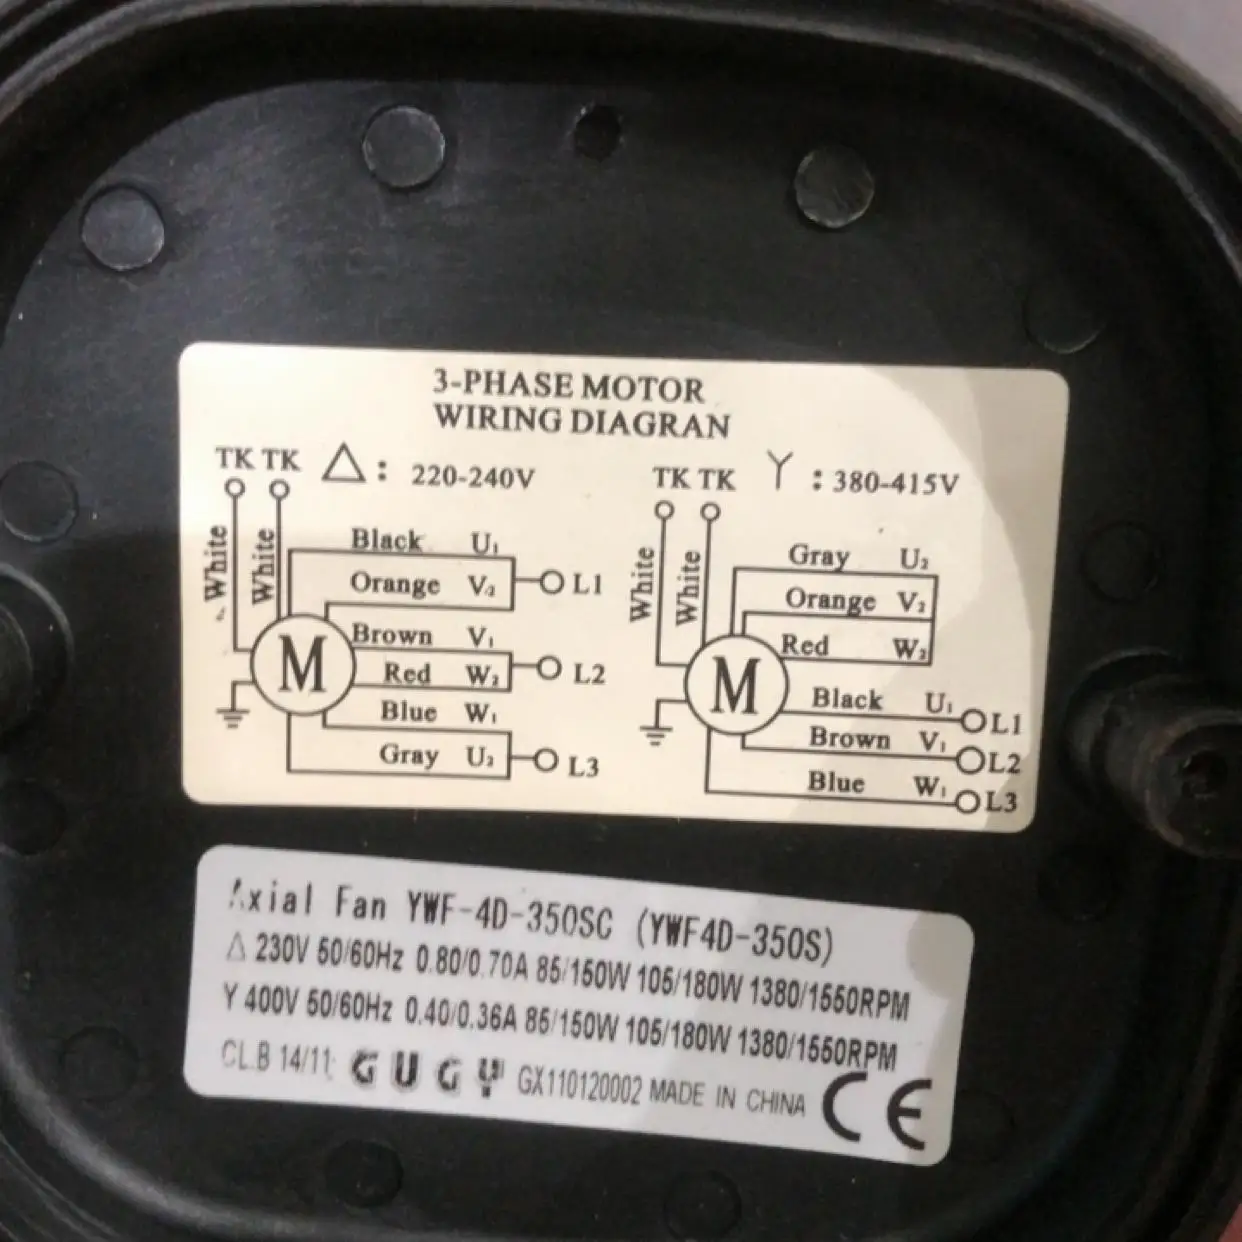 3-PHASE MOTOR
WIRING DIAGRAN
TK TK △ : 220-240V
White
White
Black U₁
Orange V₂
L1
Brown V₁
Red W₂
L2
Blue W₁
Gray U₂
L3
M
TK TK Y : 380-415V
White
White
Gray U₂
Orange V₂
Red W₂
M
Black U₁ L1
Brown V₁ L2
Blue W₁ L3
Axial Fan YWF-4D-350SC (YWF4D-350S)
△ 230V 50/60Hz 0.80/0.70A 85/150W 105/180W 1380/1550RPM
Y 400V 50/60Hz 0.40/0.36A 85/150W 105/180W 1380/1550RPM
CL.B 14/11 GUGY GX110120002 MADE IN CHINA CE